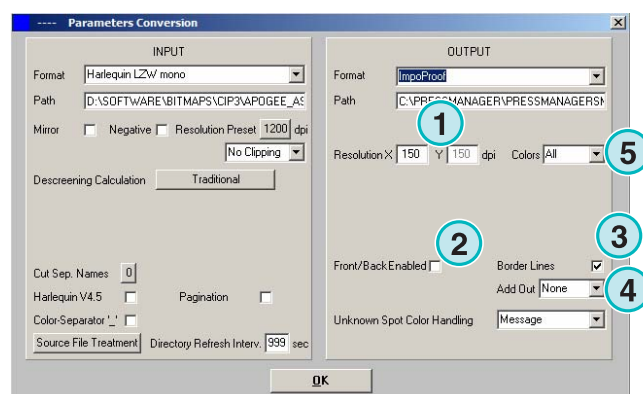 ---- Parameters Conversion
INPUT
Format Harlequin LZW mono
Path D:\SOFTWARE\BITMAPS\CIP3\APOGEE_AS
Mirror Negative Resolution Preset 1200 dpi
No Clipping
Descreening Calculation Traditional
Cut Sep. Names 0
Harlequin V4.5 Pagination
Color-Separator '_'
Source File Treatment Directory Refresh Interv. 999 sec
OUTPUT
Format ImpoProof
Path C:\PRESSMANAGER\PRESSMANAGERSN
1
Resolution X 150 Y 150 dpi Colors All 5
2 3
Front/Back Enabled Border Lines
Add Out None 4
Unknown Spot Color Handling Message
OK